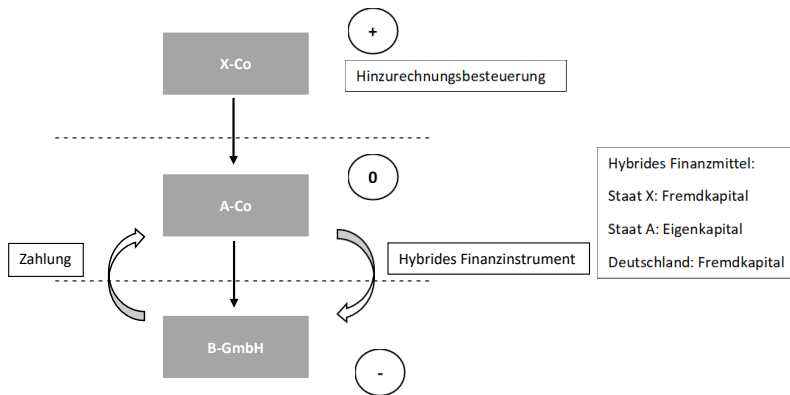 +
X-Co
Hinzurechnungsbesteuerung
0
A-Co
Hybrides Finanzmittel:
Staat X: Fremdkapital
Staat A: Eigenkapital
Deutschland: Fremdkapital
Zahlung
Hybrides Finanzinstrument
B-GmbH
-